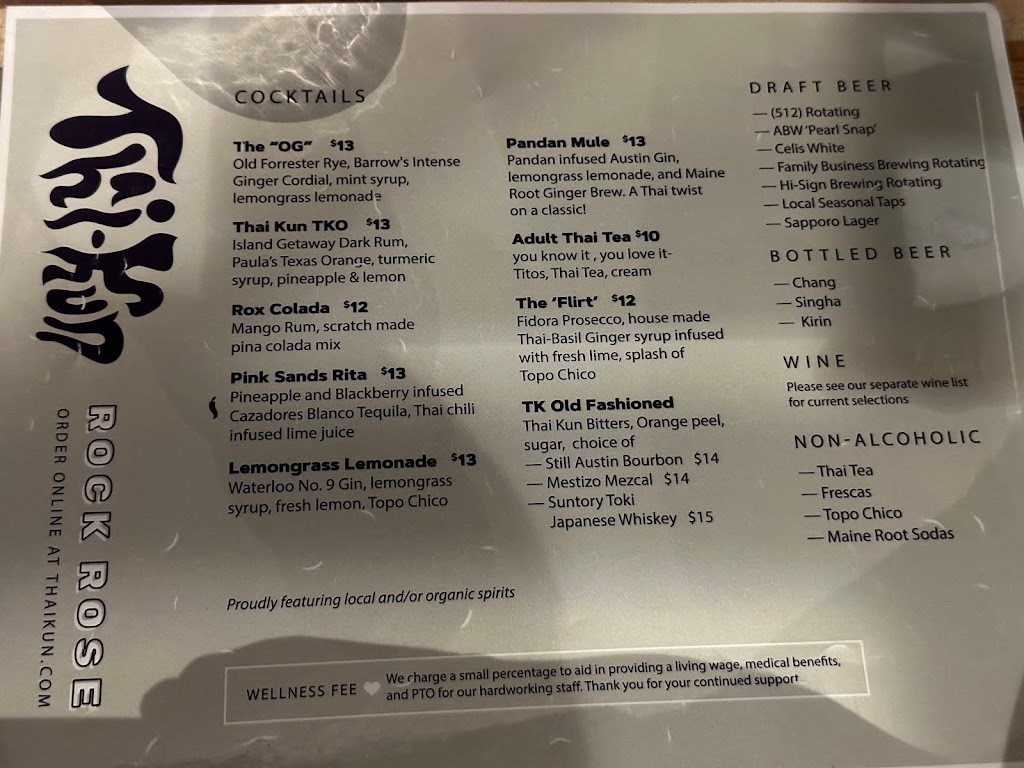 Thai-Kun
ROCK ROSE
ORDER ONLINE AT THAIKUN.COM
COCKTAILS
The "OG" $13
Old Forrester Rye, Barrow's Intense
Ginger Cordial, mint syrup,
lemongrass lemonade
Thai Kun TKO $13
Island Getaway Dark Rum,
Paula's Texas Orange, turmeric
syrup, pineapple & lemon
Rox Colada $12
Mango Rum, scratch made
pina colada mix
Pink Sands Rita $13
Pineapple and Blackberry infused
Cazadores Blanco Tequila, Thai chili
infused lime juice
Lemongrass Lemonade $13
Waterloo No. 9 Gin, lemongrass
syrup, fresh lemon, Topo Chico
Pandan Mule $13
Pandan infused Austin Gin,
lemongrass lemonade, and Maine
Root Ginger Brew. A Thai twist
on a classic!
Adult Thai Tea $10
you know it , you love it-
Titos, Thai Tea, cream
The 'Flirt' $12
Fidora Prosecco, house made
Thai-Basil Ginger syrup infused
with fresh lime, splash of
Topo Chico
TK Old Fashioned
Thai Kun Bitters, Orange peel,
sugar, choice of
— Still Austin Bourbon $14
— Mestizo Mezcal $14
— Suntory Toki
Japanese Whiskey $15
DRAFT BEER
— (512) Rotating
— ABW 'Pearl Snap'
— Celis White
— Family Business Brewing Rotating
— Hi-Sign Brewing Rotating
— Local Seasonal Taps
— Sapporo Lager
BOTTLED BEER
— Chang
— Singha
— Kirin
WINE
Please see our separate wine list
for current selections
NON-ALCOHOLIC
— Thai Tea
— Frescas
— Topo Chico
— Maine Root Sodas
Proudly featuring local and/or organic spirits
WELLNESS FEE
We charge a small percentage to aid in providing a living wage, medical benefits,
and PTO for our hardworking staff. Thank you for your continued support